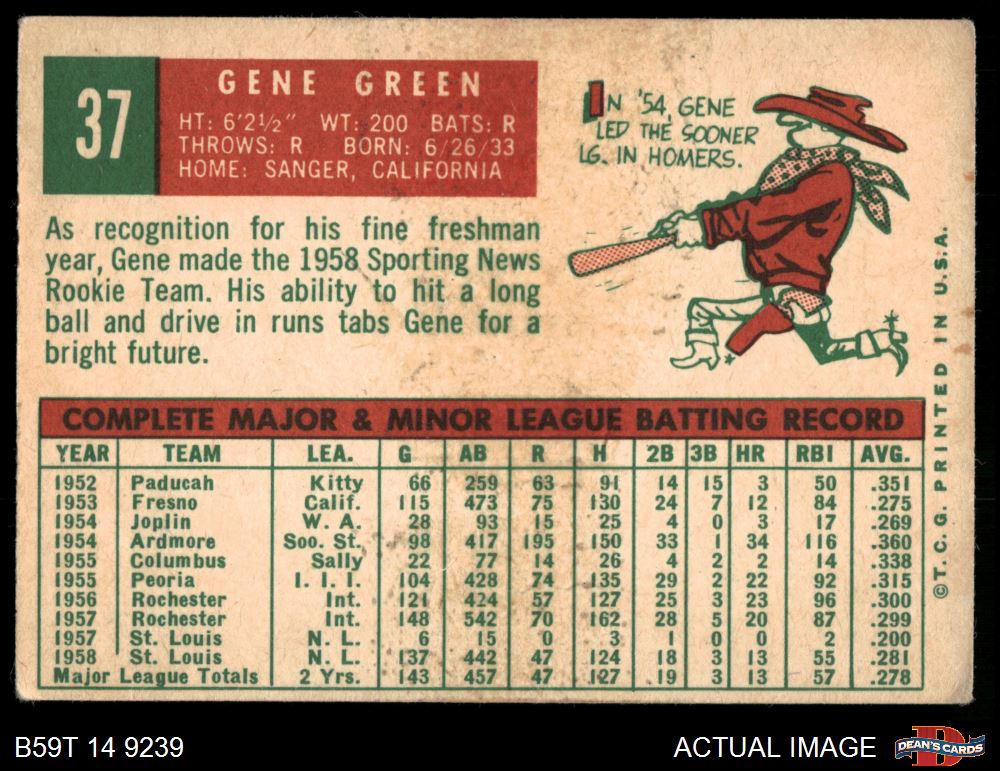 37
GENE GREEN
HT: 6'2½" WT: 200 BATS: R
THROWS: R BORN: 6/26/33
HOME: SANGER, CALIFORNIA
IN '54, GENE
LED THE SOONER
LG. IN HOMERS.
As recognition for his fine freshman
year, Gene made the 1958 Sporting News
Rookie Team. His ability to hit a long
ball and drive in runs tabs Gene for a
bright future.
COMPLETE MAJOR & MINOR LEAGUE BATTING RECORD
YEAR TEAM LEA. G AB R H 2B 3B HR RBI AVG.
1952 Paducah Kitty 66 259 63 91 14 15 3 50 .351
1953 Fresno Calif. 115 473 75 130 24 7 12 84 .275
1954 Joplin W. A. 28 93 15 25 4 0 3 17 .269
1954 Ardmore Soo. St. 98 417 195 150 33 1 34 116 .360
1955 Columbus Sally 22 77 14 26 4 2 2 14 .338
1955 Peoria I. I. I. 104 428 74 135 29 2 22 92 .315
1956 Rochester Int. 121 424 57 127 25 3 23 96 .300
1957 Rochester Int. 148 542 70 162 28 5 20 87 .299
1957 St. Louis N. L. 6 15 0 3 1 0 0 2 .200
1958 St. Louis N. L. 137 442 47 124 18 3 13 55 .281
Major League Totals 2 Yrs. 143 457 47 127 19 3 13 57 .278
© T. C. G. PRINTED IN U.S.A.
B59T 14 9239
ACTUAL IMAGE
DEAN'S CARDS